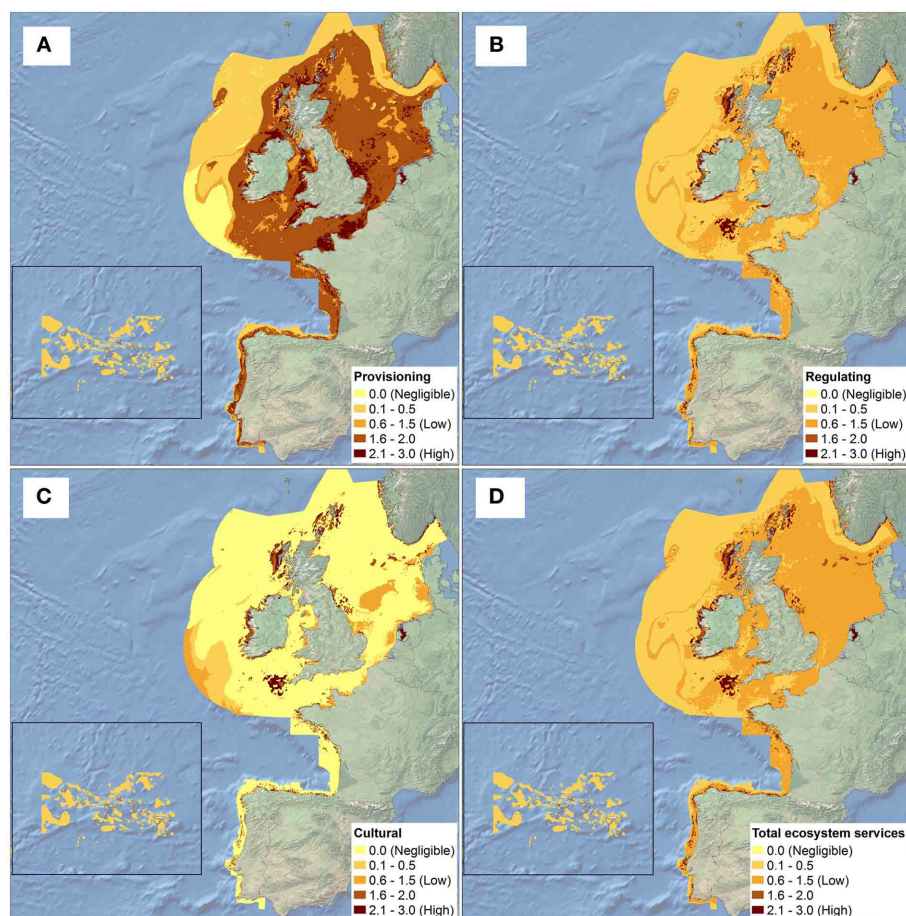 A
B
Provisioning
0.0 (Negligible)
0.1 - 0.5
0.6 - 1.5 (Low)
1.6 - 2.0
2.1 - 3.0 (High)
Regulating
0.0 (Negligible)
0.1 - 0.5
0.6 - 1.5 (Low)
1.6 - 2.0
2.1 - 3.0 (High)
C
D
Cultural
0.0 (Negligible)
0.1 - 0.5
0.6 - 1.5 (Low)
1.6 - 2.0
2.1 - 3.0 (High)
Total ecosystem services
0.0 (Negligible)
0.1 - 0.5
0.6 - 1.5 (Low)
1.6 - 2.0
2.1 - 3.0 (High)